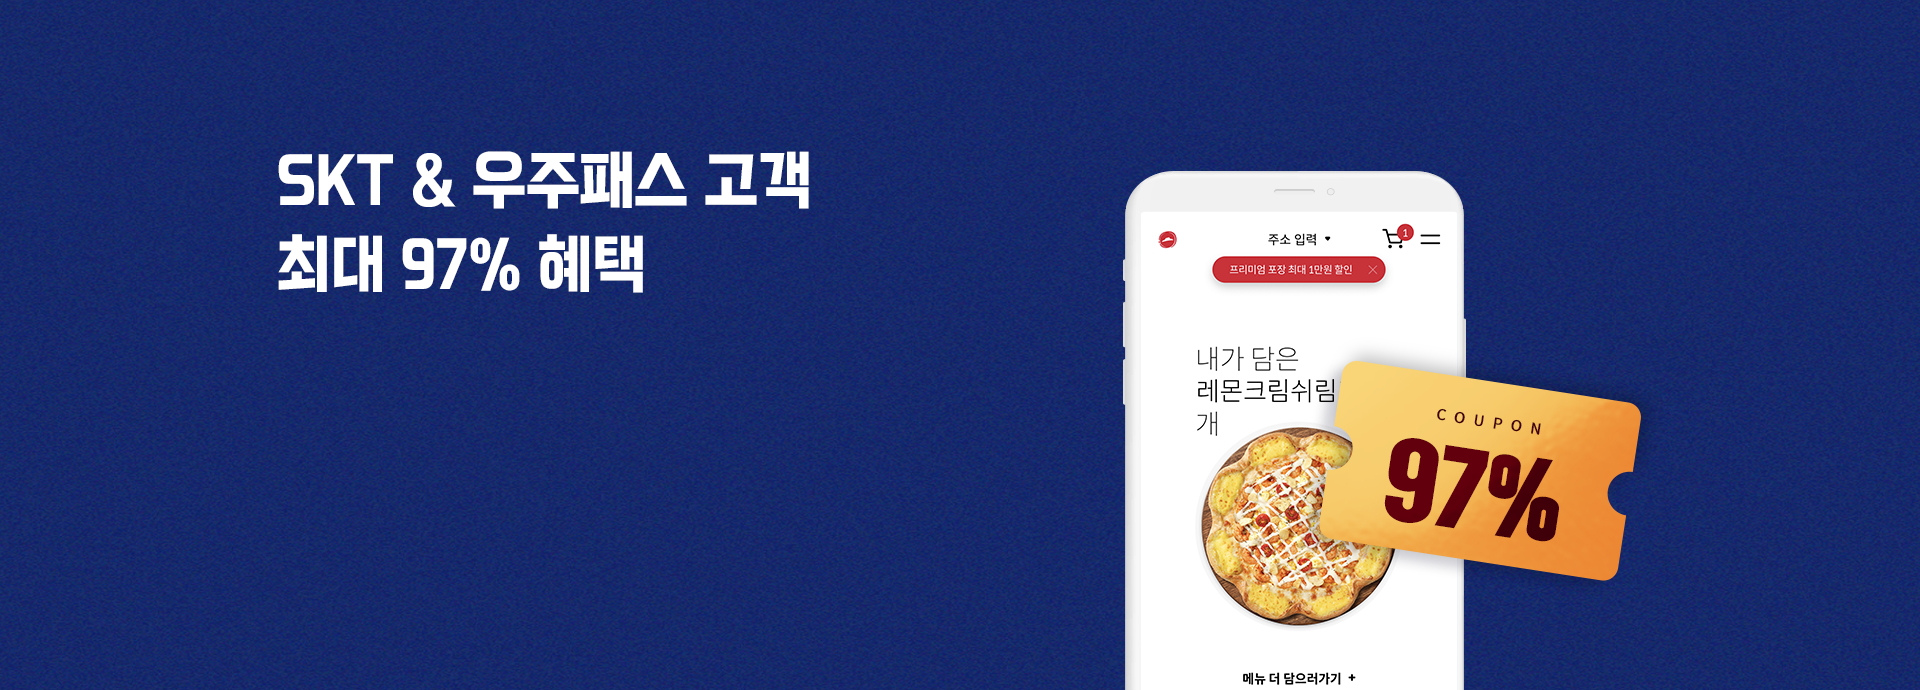 SKT & 우주패스 고객
최대 97% 혜택
주소 입력
1
프리미엄 포장 최대 1만원 할인
내가 담은
레몬크림쉬림
개
COUPON
97%
메뉴 더 담으러가기 +